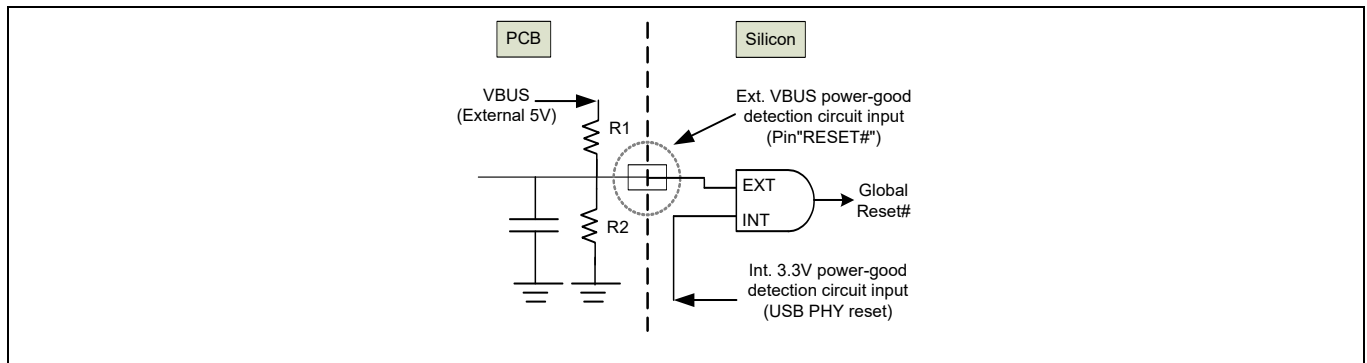 PCB
Silicon
VBUS
(External 5V)
R1
Ext. VBUS power-good
detection circuit input
(Pin"RESET#")
EXT
INT
Global
Reset#
R2
Int. 3.3V power-good
detection circuit input
(USB PHY reset)